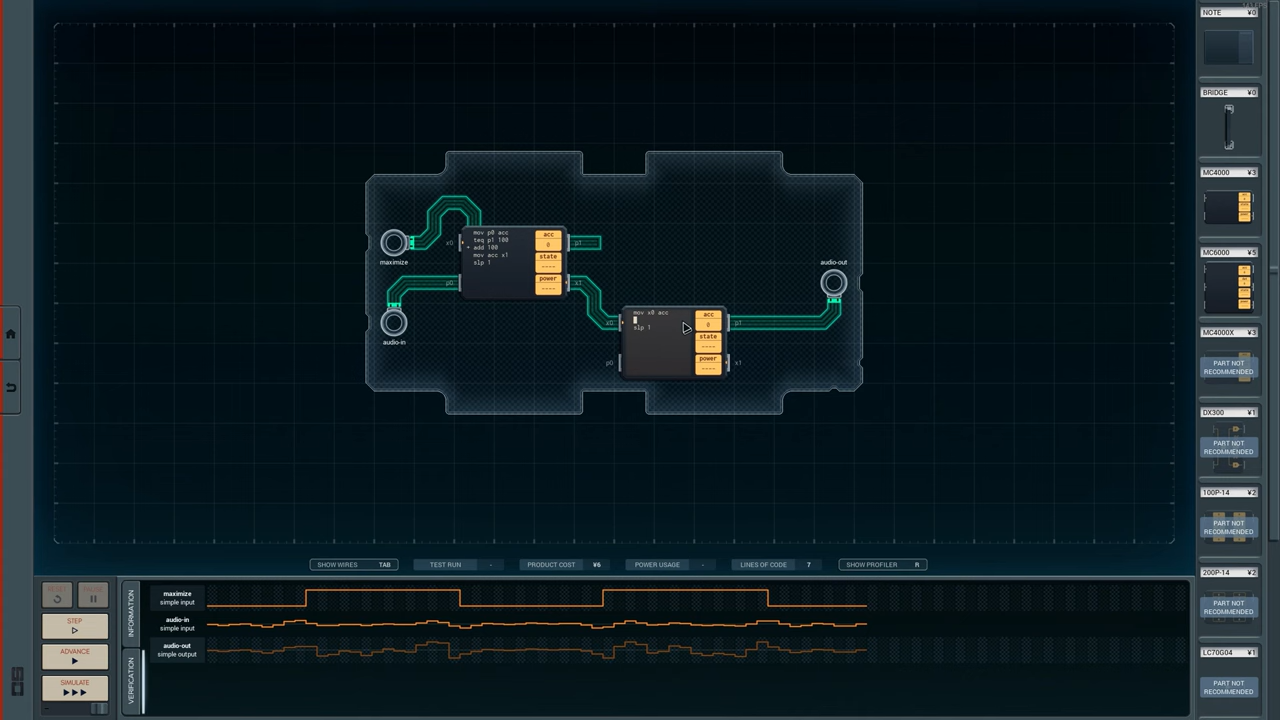 NOTE ¥0
BRIDGE ¥0
MC4000 ¥3
acc
MC6000 ¥5
MC4000X ¥3
PART NOT
RECOMMENDED
DX300 ¥1
PART NOT
RECOMMENDED
100P-14 ¥2
PART NOT
RECOMMENDED
200P-14 ¥2
PART NOT
RECOMMENDED
LC70G04 ¥1
PART NOT
RECOMMENDED
maximize
audio-in
audio-out
x0
p0
mov p0 acc
teq p1 100
+ add 100
mov acc x1
slp 1
acc
0
state
----
power
----
p1
x1
x0
p0
mov x0 acc
slp 1
acc
0
state
----
power
----
p1
x1
SHOW WIRES TAB
TEST RUN -
PRODUCT COST ¥6
POWER USAGE -
LINES OF CODE 7
SHOW PROFILER R
RESET
PAUSE
STEP
ADVANCE
SIMULATE
INFORMATION
VERIFICATION
maximize
simple input
audio-in
simple input
audio-out
simple output